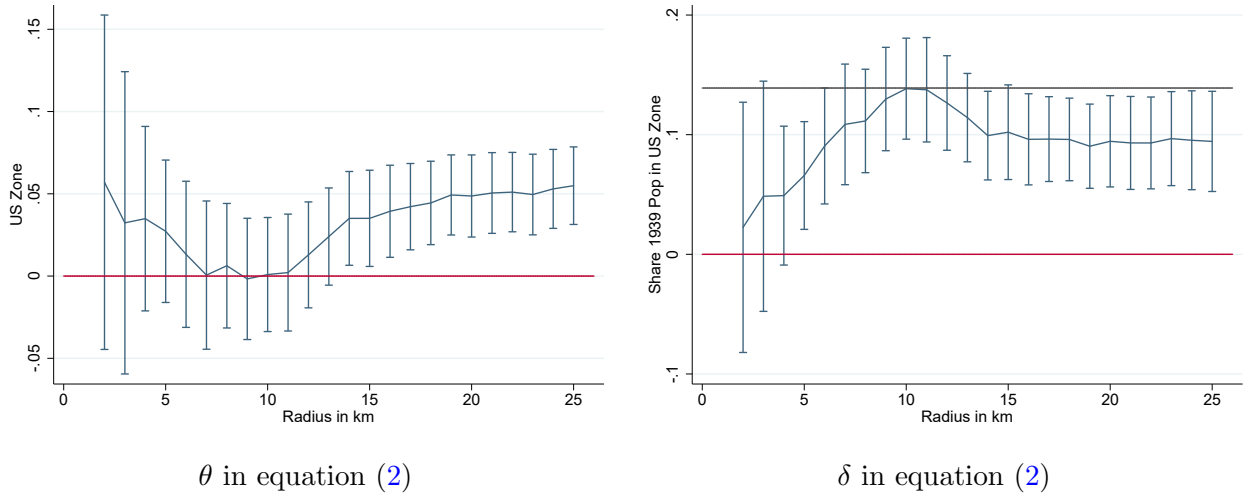 .15
.1
.05
0
-.05
US Zone
0 5 10 15 20 25
Radius in km
θ in equation (2)
.2
.1
0
-.1
Share 1939 Pop in US Zone
0 5 10 15 20 25
Radius in km
δ in equation (2)